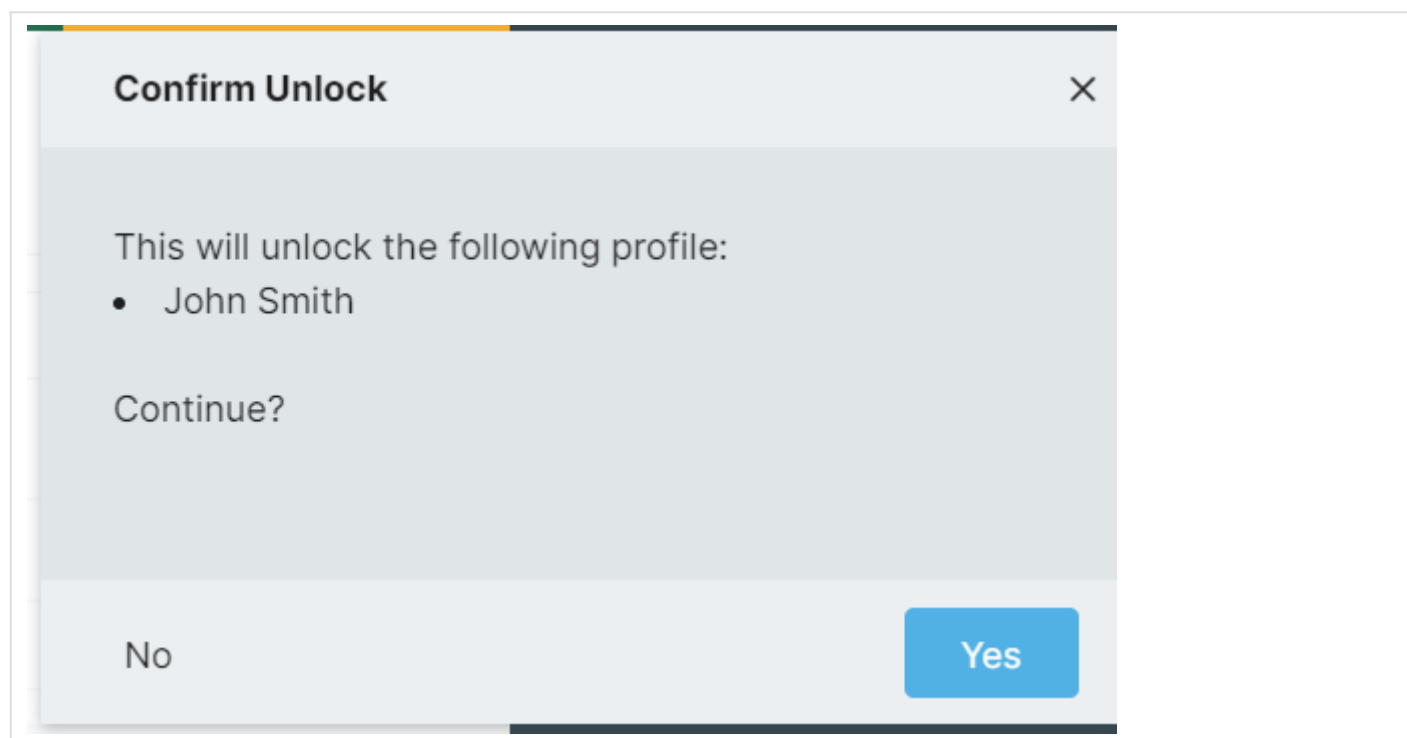 Confirm Unlock
This will unlock the following profile:
• John Smith
Continue?
No
Yes